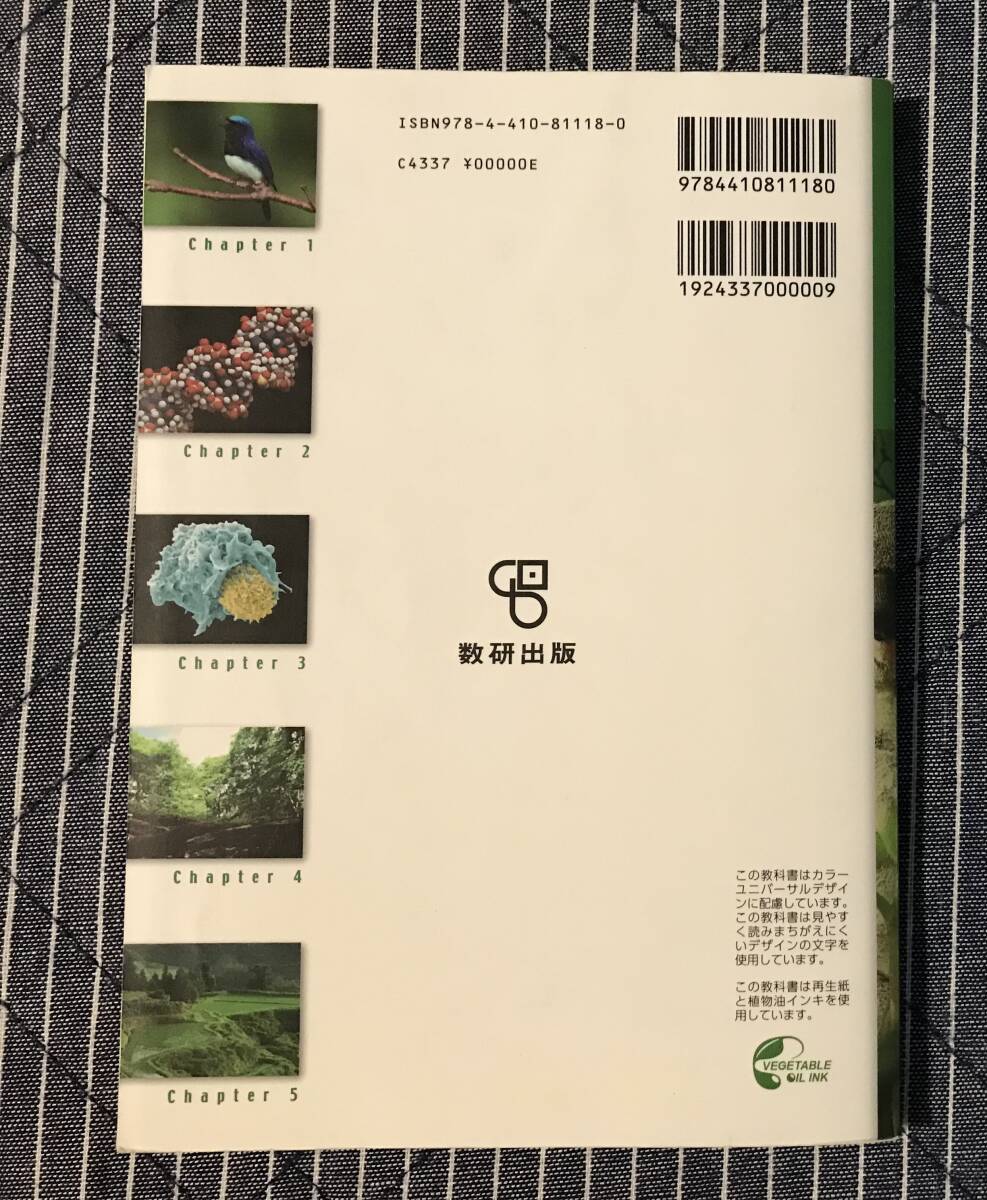 ISBN978-4-410-81118-0
C4337 ¥00000E
9784410811180
1924337000009
Chapter 1
Chapter 2
Chapter 3
Chapter 4
Chapter 5
数研出版
この教科書はカラー
ユニバーサルデザイ
ンに配慮しています。
この教科書は見やす
く読みまちがえにく
いデザインの文字を
使用しています。
この教科書は再生紙
と植物油インキを使
用しています。
VEGETABLE
OIL INK